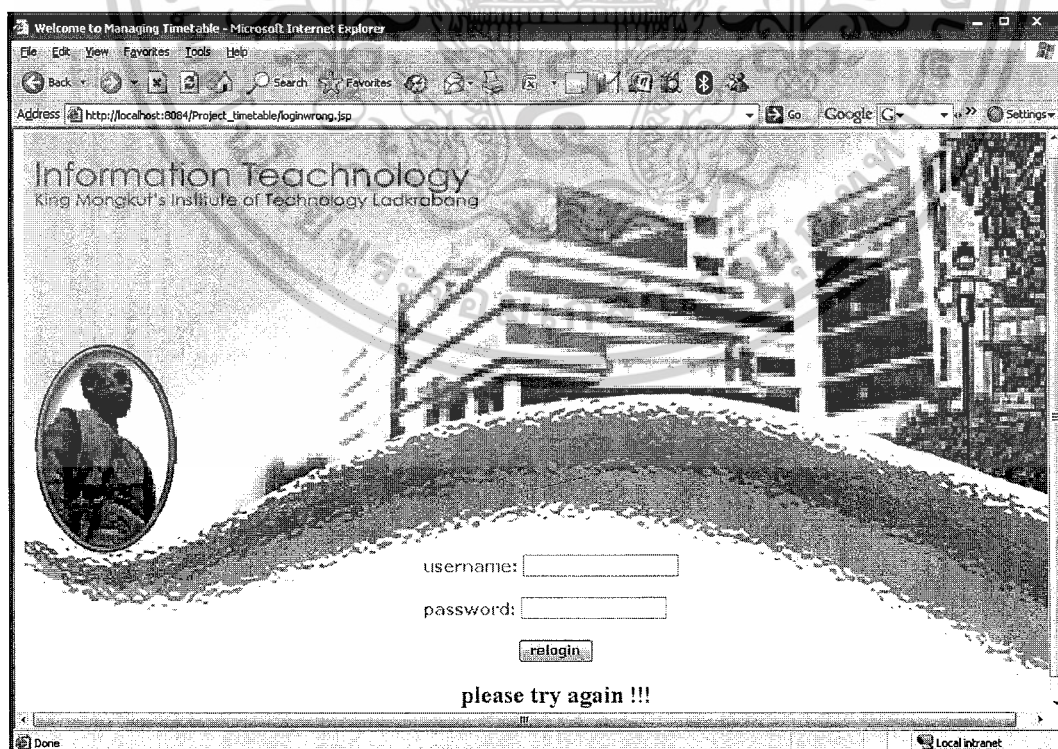 Welcome to Managing Timetable - Microsoft Internet Explorer
File Edit View Favorites Tools Help
Back Search Favorites
Address http://localhost:8084/Project_timetable/loginwrong.jsp Go Google G Settings
Information Teachnology
King Mongkut's Institute of Technology Ladkrabang
username:
password:
relogin
please try again !!!
Done Local intranet